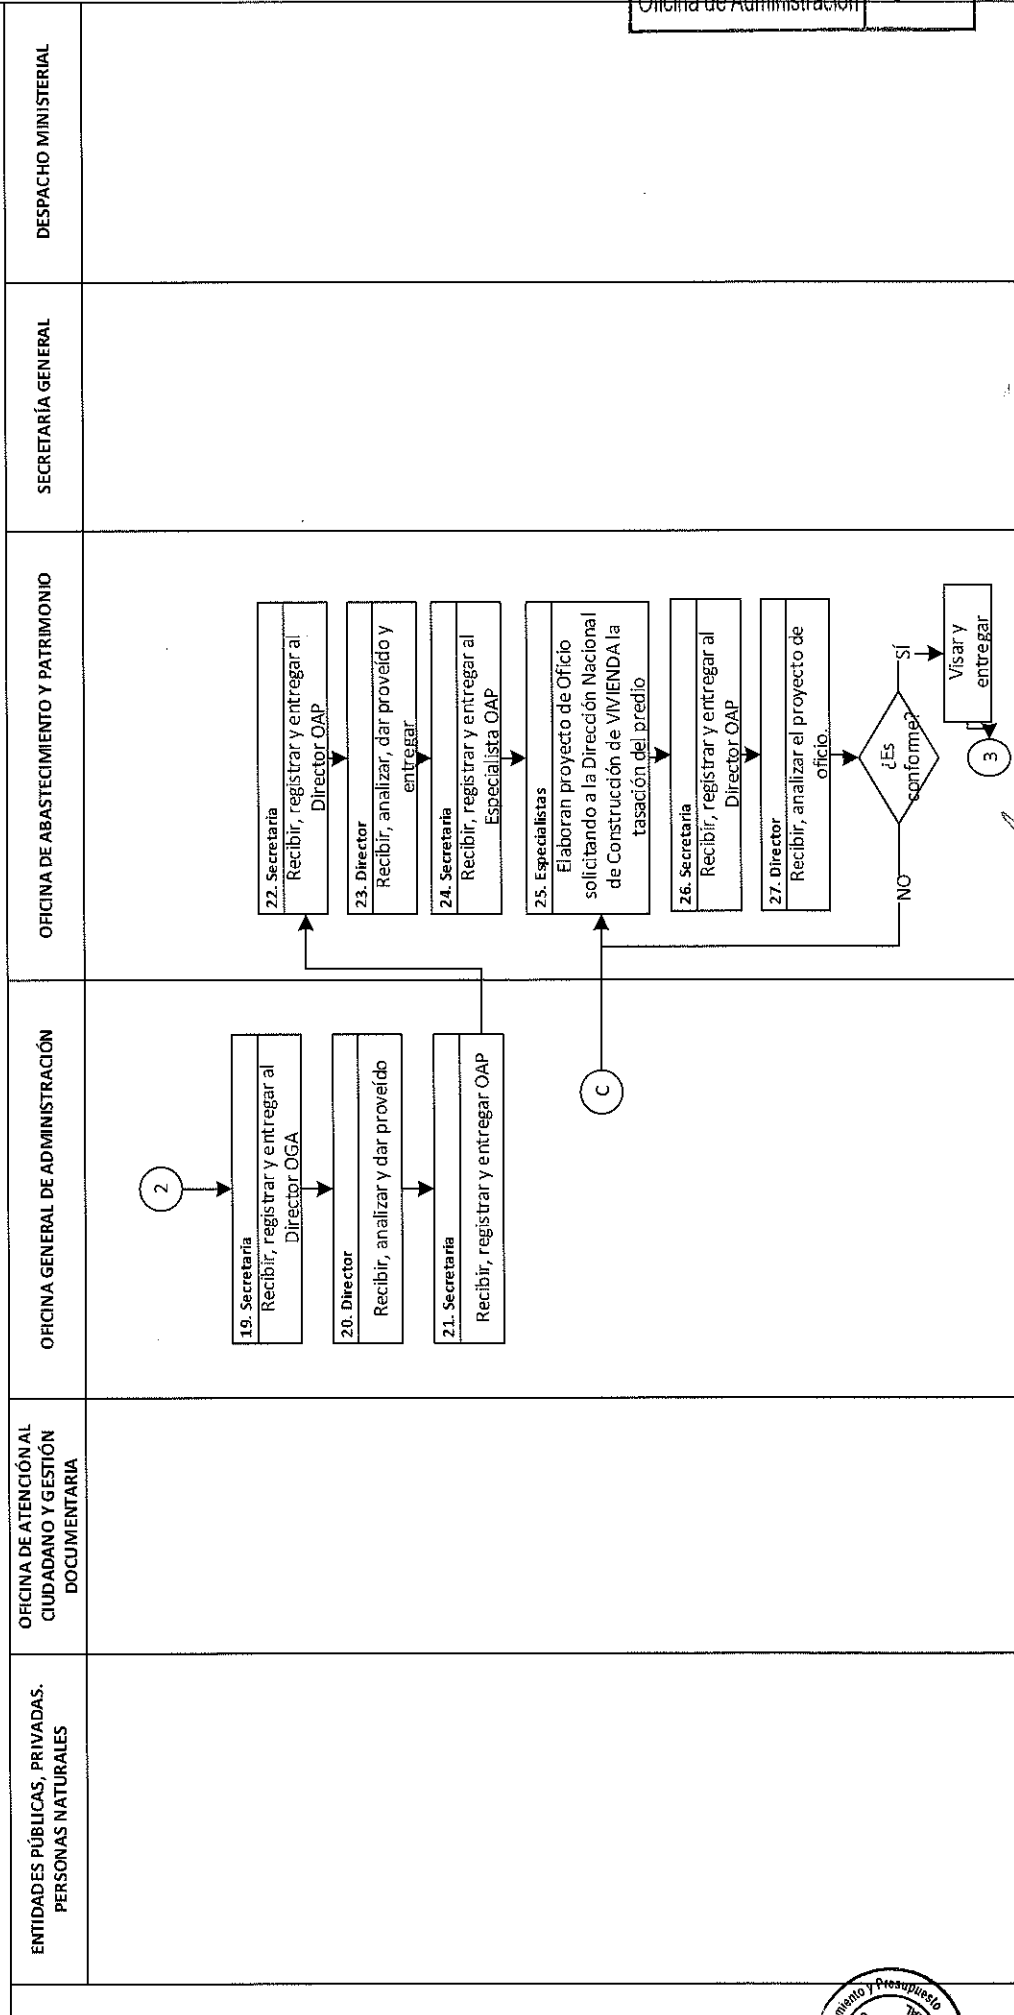 ENTIDADES PÚBLICAS, PRIVADAS.
PERSONAS NATURALES
OFICINA DE ATENCIÓN AL
CIUDADANO Y GESTIÓN
DOCUMENTARIA
OFICINA GENERAL DE ADMINISTRACIÓN
OFICINA DE ABASTECIMIENTO Y PATRIMONIO
SECRETARÍA GENERAL
DESPACHO MINISTERIAL
2
19. Secretaria
Recibir, registrar y entregar al
Director OGA
20. Director
Recibir, analizar y dar proveído
21. Secretaria
Recibir, registrar y entregar OAP
22. Secretaria
Recibir, registrar y entregar al
Director OAP
23. Director
Recibir, analizar, dar proveído y
entregar
24. Secretaria
Recibir, registrar y entregar al
Especialista OAP
C
25. Especialistas
Elaboran proyecto de Oficio
solicitando a la Dirección Nacional
de Construcción de VIVIENDA la
tasación del predio
26. Secretaria
Recibir, registrar y entregar al
Director OAP
27. Director
Recibir, analizar el proyecto de
oficio.
¿Es
conforme?
NO
SÍ
Visar y
entregar
3
Oficina de Administración
y Presupuesto